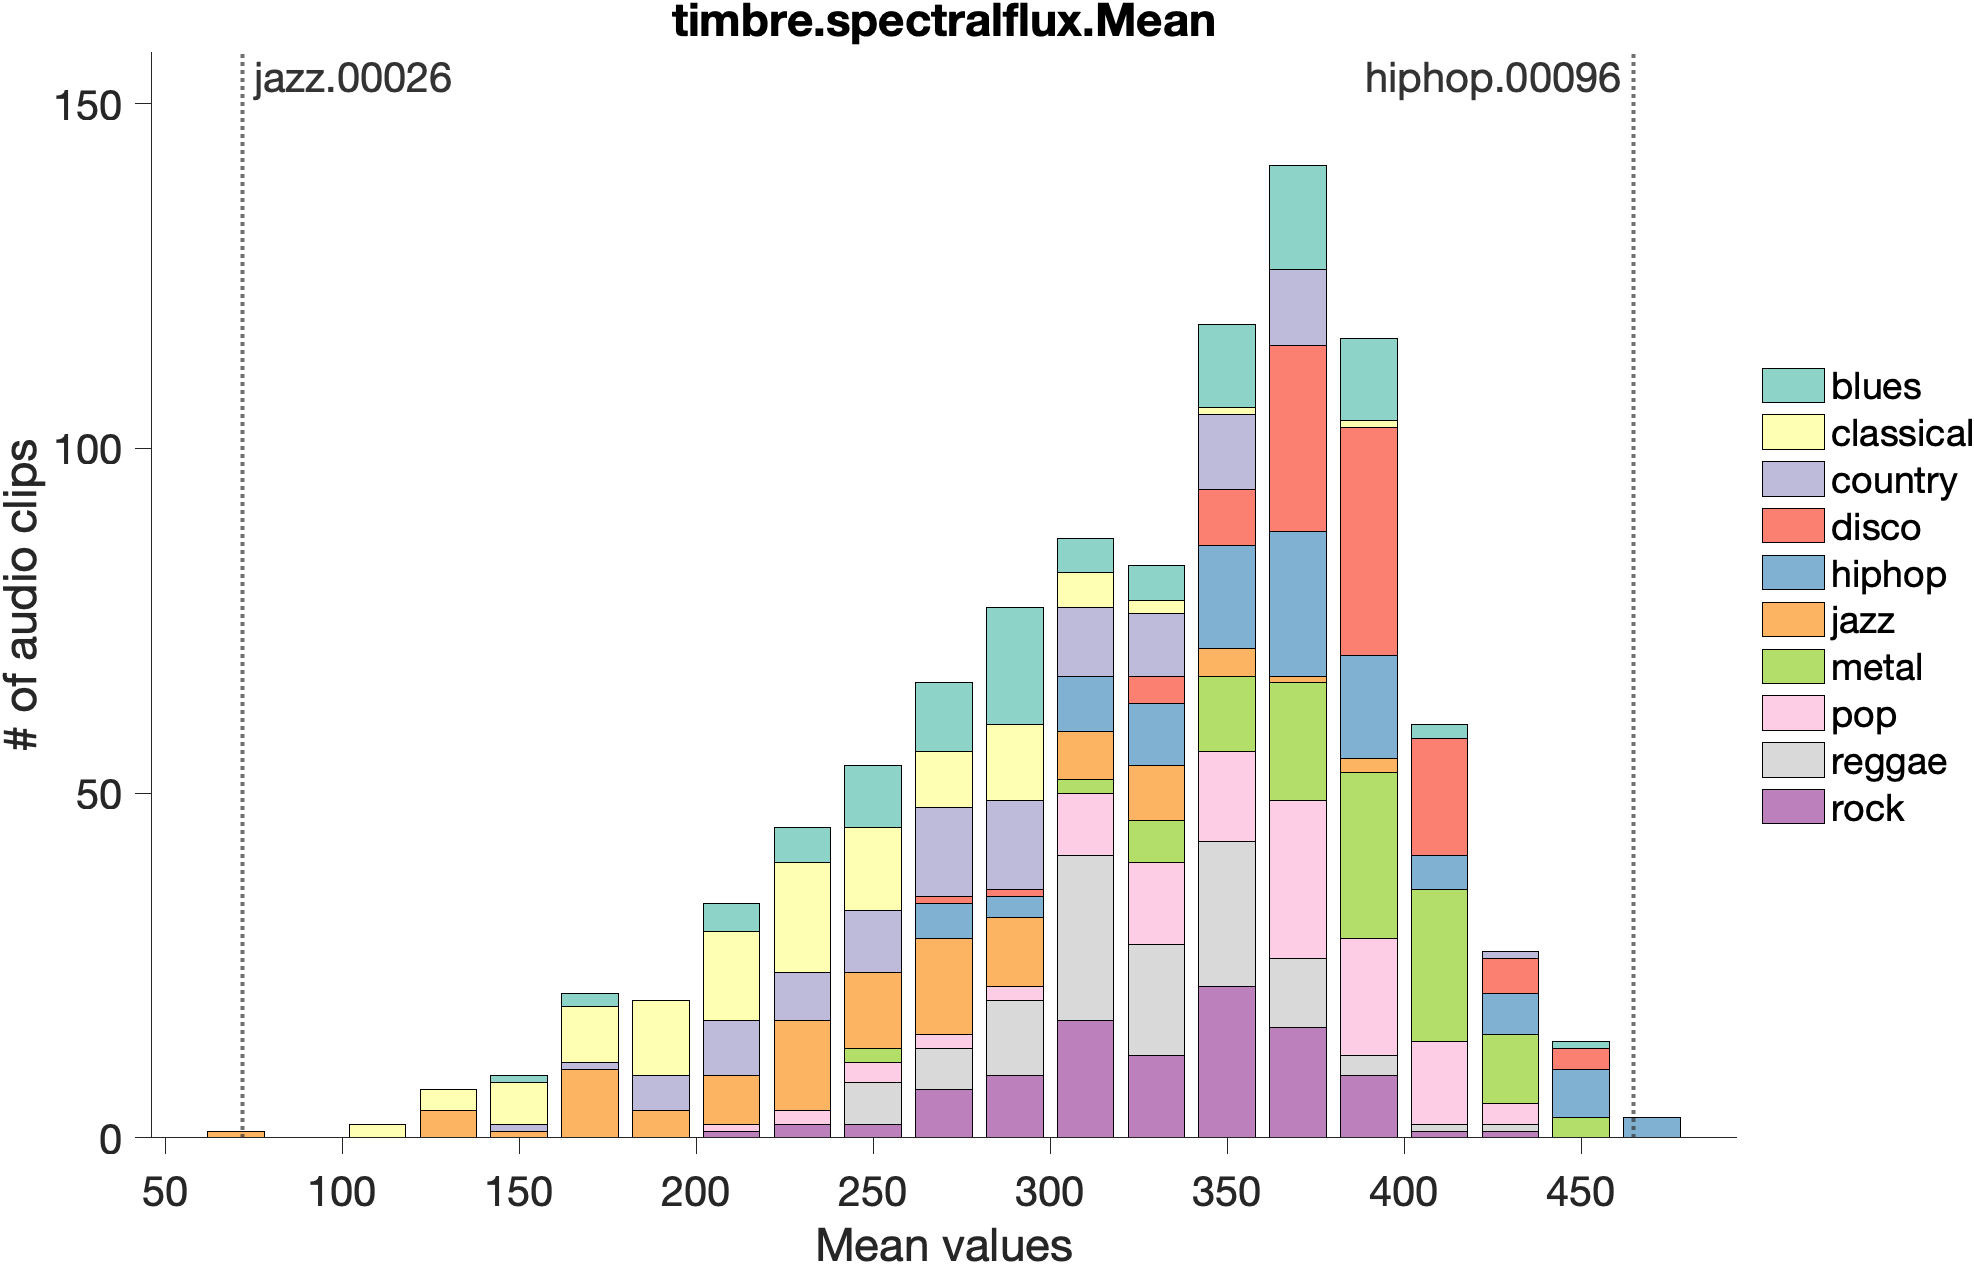 timbre.spectralflux.Mean
jazz.00026
hiphop.00096
# of audio clips
150
100
50
0
50 100 150 200 250 300 350 400 450
Mean values
blues
classical
country
disco
hiphop
jazz
metal
pop
reggae
rock